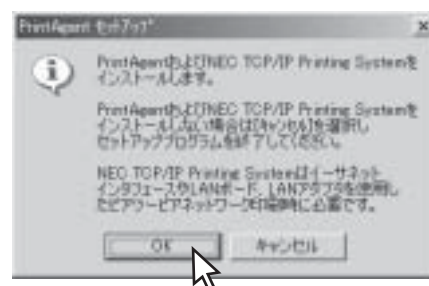 PrintAgent セットアップ
PrintAgentおよびNEC TCP/IP Printing Systemを
インストールします。
PrintAgentおよびNEC TCP/IP Printing Systemを
インストールしない場合は[キャンセル]を選択し
セットアッププログラムを終了してください。
NEC TCP/IP Printing Systemはイーサネット
インタフェースやLANボード、LANアダプタを使用し
たピアツーピアネットワーク印刷時に必要です。
OK
キャンセル